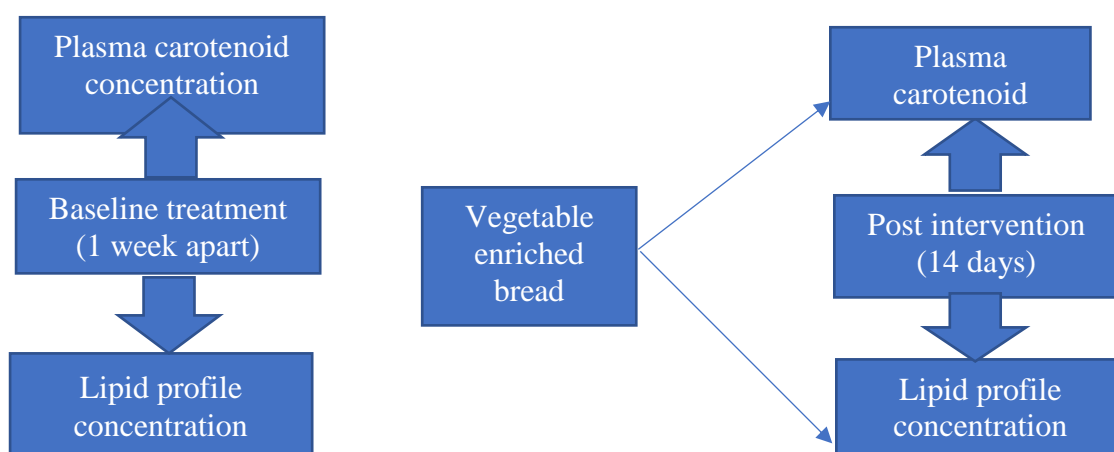 Plasma carotenoid
concentration
Baseline treatment
(1 week apart)
Lipid profile
concentration
Vegetable
enriched
bread
Plasma
carotenoid
Post intervention
(14 days)
Lipid profile
concentration